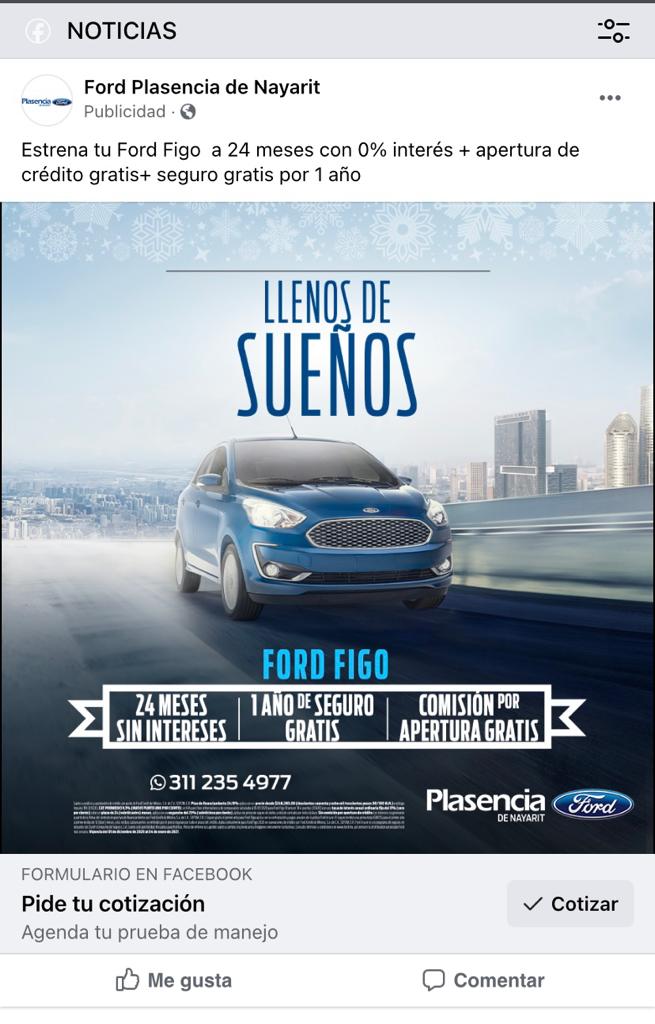 NOTICIAS
Plasencia Ford
Ford Plasencia de Nayarit
Publicidad ·
Estrena tu Ford Figo a 24 meses con 0% interés + apertura de
crédito gratis+ seguro gratis por 1 año
LLENOS DE
SUEÑOS
FORD FIGO
24 MESES
SIN INTERESES
1 AÑO DE SEGURO
GRATIS
COMISIÓN POR
APERTURA GRATIS
311 235 4977
Plasencia
DE NAYARIT
Ford
FORMULARIO EN FACEBOOK
Pide tu cotización
Cotizar
Agenda tu prueba de manejo
Me gusta
Comentar